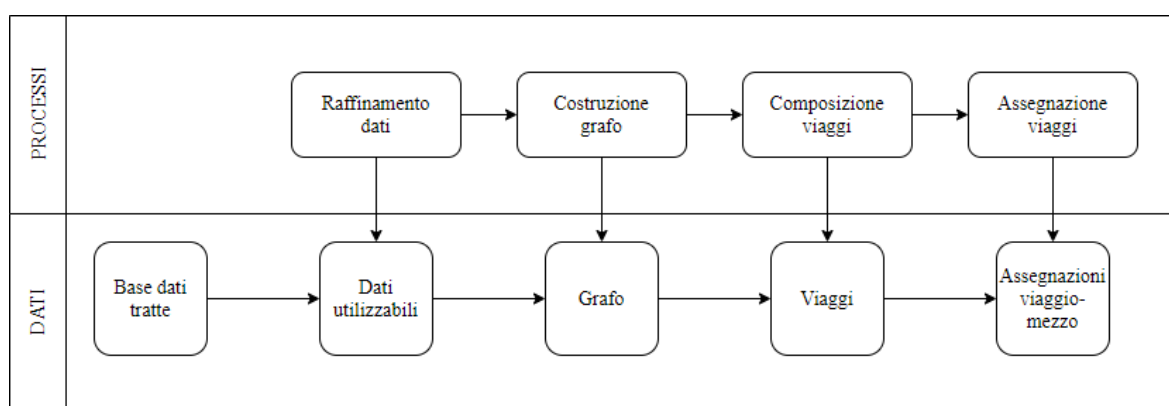 PROCESSI
Raffinamento
dati
Costruzione
grafo
Composizione
viaggi
Assegnazione
viaggi
DATI
Base dati
tratte
Dati
utilizzabili
Grafo
Viaggi
Assegnazioni
viaggio-
mezzo